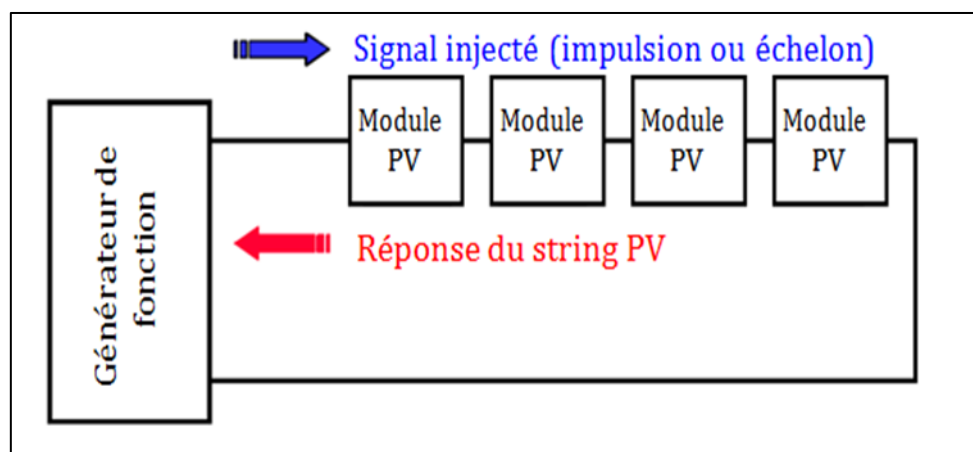 Signal injecté (impulsion ou échelon)
Module
PV
Module
PV
Module
PV
Module
PV
Générateur de
fonction
Réponse du string PV